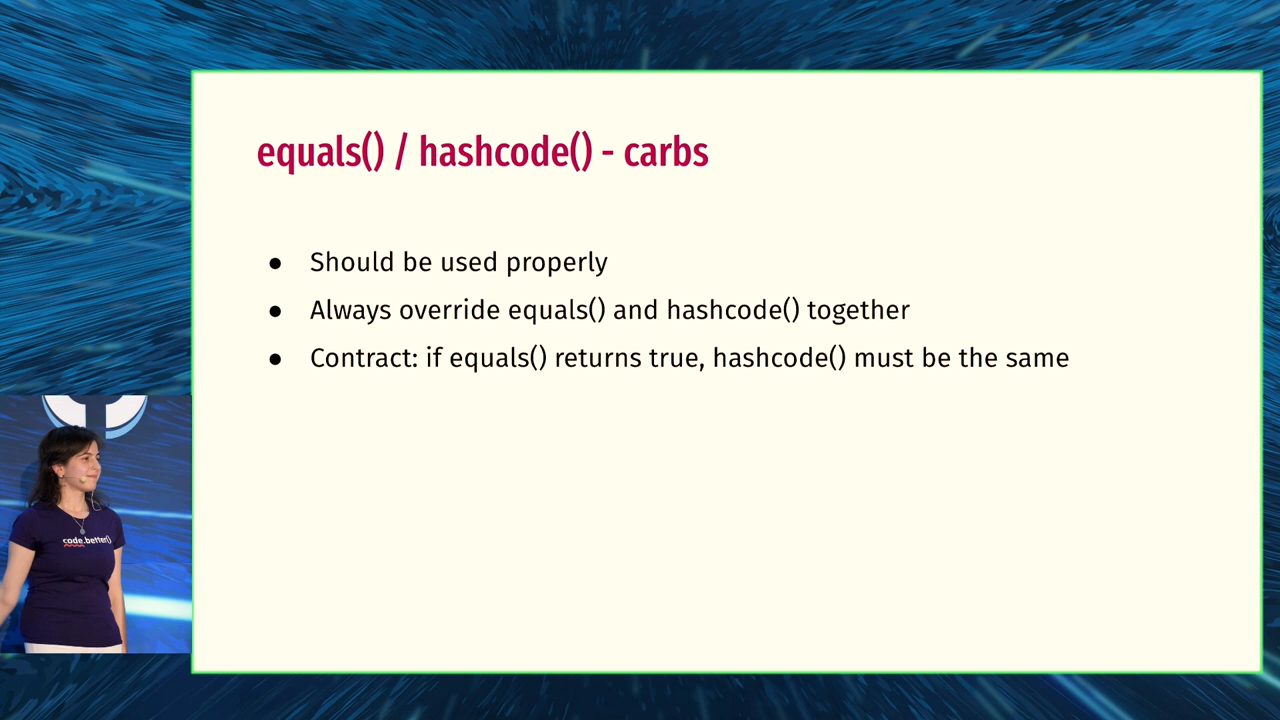 equals() / hashcode() - carbs
● Should be used properly
● Always override equals() and hashcode() together
● Contract: if equals() returns true, hashcode() must be the same
code.better()